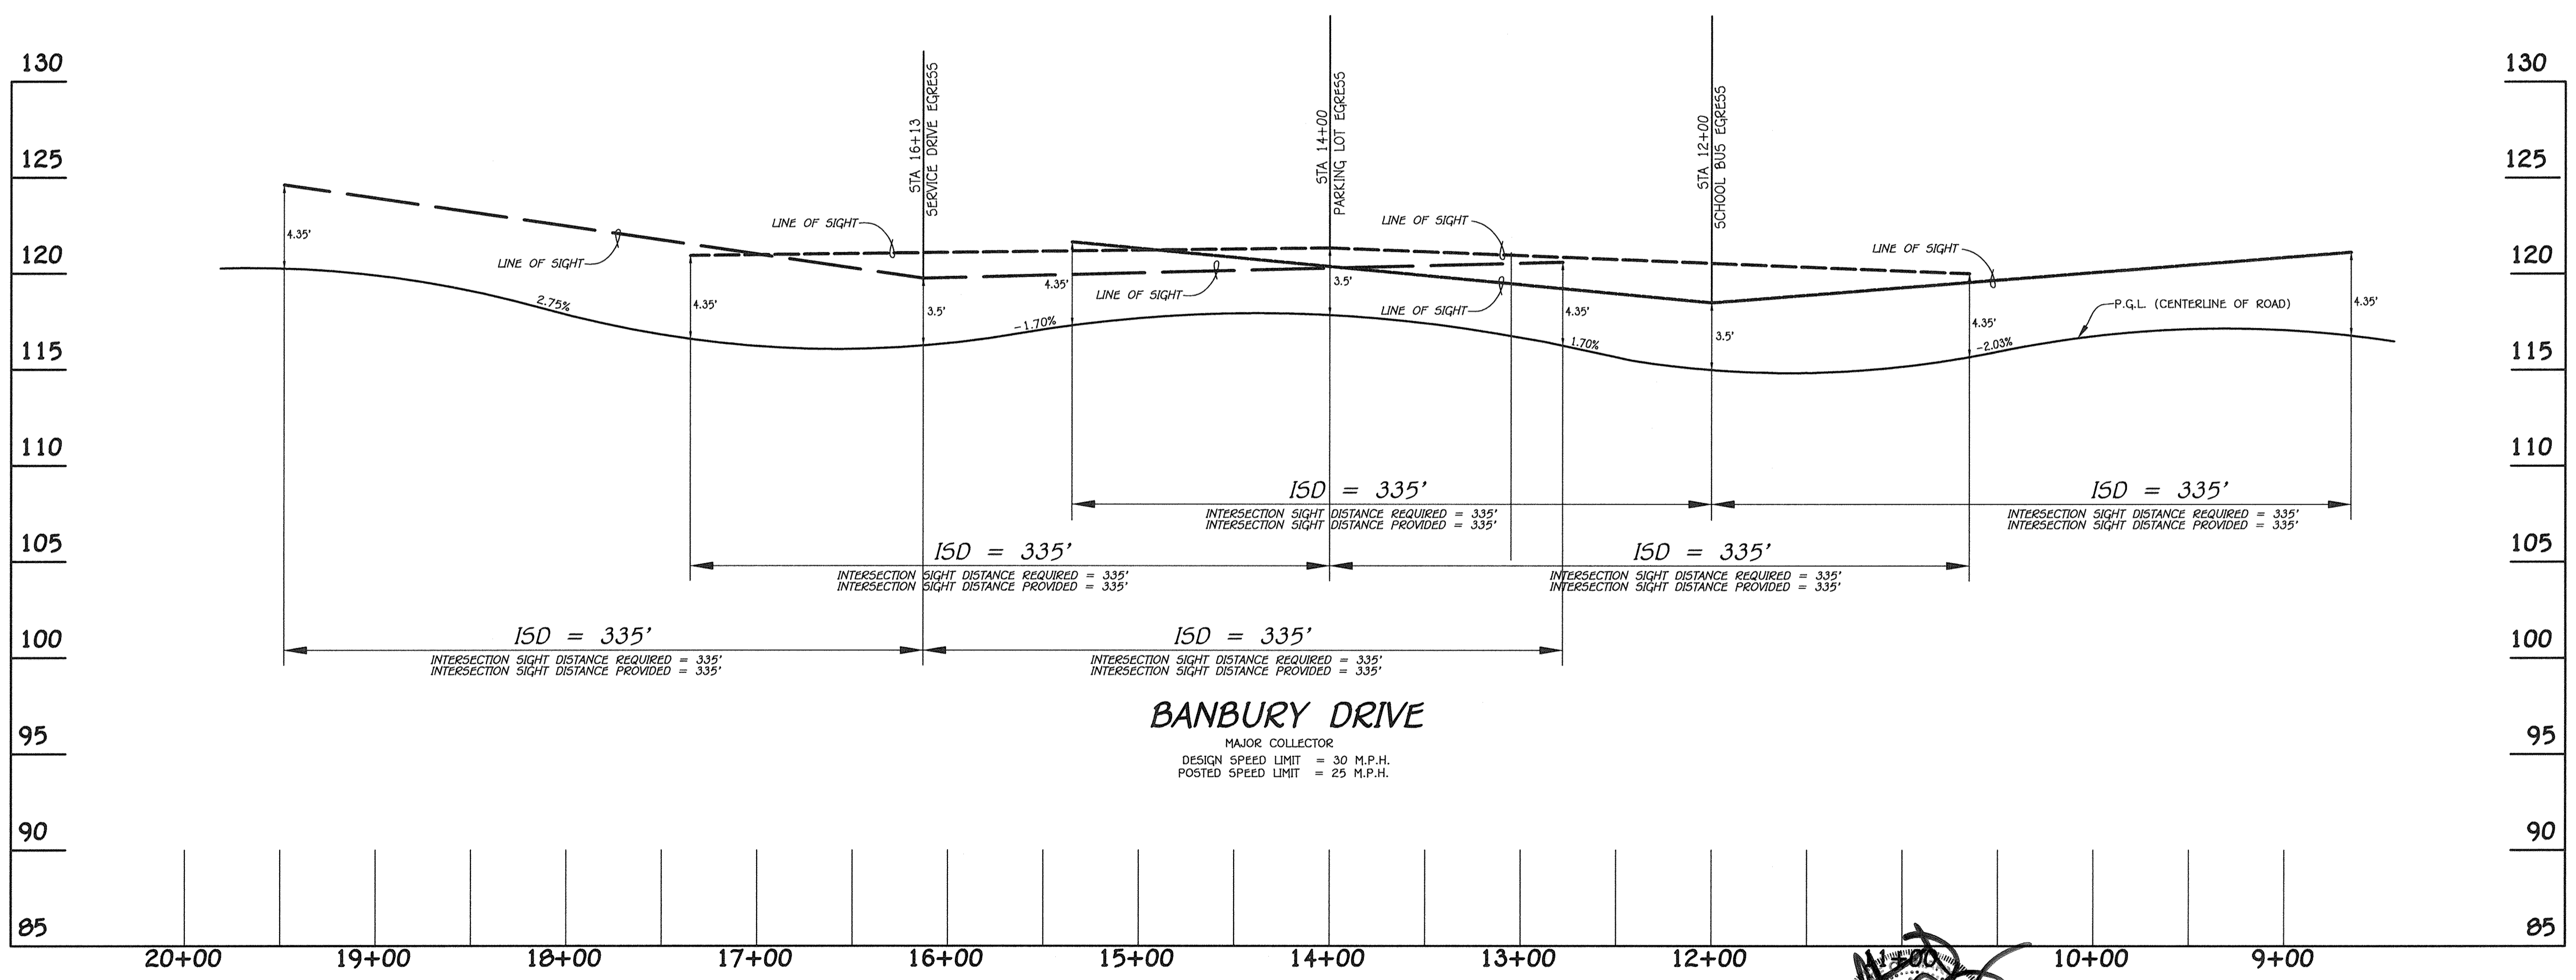 130
130
125
125
120
120
115
115
110
110
105
105
100
100
95
95
90
90
85
85
STA 16+13
SERVICE DRIVE EGRESS
STA 14+00
PARKING LOT EGRESS
STA 12+00
SCHOOL BUS EGRESS
LINE OF SIGHT
LINE OF SIGHT
LINE OF SIGHT
LINE OF SIGHT
LINE OF SIGHT
LINE OF SIGHT
4.35'
4.35'
3.5'
4.35'
3.5'
4.35'
3.5'
4.35'
4.35'
2.75%
-1.70%
1.70%
-2.03%
P.G.L. (CENTERLINE OF ROAD)
ISD = 335'
INTERSECTION SIGHT DISTANCE REQUIRED = 335'
INTERSECTION SIGHT DISTANCE PROVIDED = 335'
ISD = 335'
INTERSECTION SIGHT DISTANCE REQUIRED = 335'
INTERSECTION SIGHT DISTANCE PROVIDED = 335'
ISD = 335'
INTERSECTION SIGHT DISTANCE REQUIRED = 335'
INTERSECTION SIGHT DISTANCE PROVIDED = 335'
ISD = 335'
INTERSECTION SIGHT DISTANCE REQUIRED = 335'
INTERSECTION SIGHT DISTANCE PROVIDED = 335'
ISD = 335'
INTERSECTION SIGHT DISTANCE REQUIRED = 335'
INTERSECTION SIGHT DISTANCE PROVIDED = 335'
ISD = 335'
INTERSECTION SIGHT DISTANCE REQUIRED = 335'
INTERSECTION SIGHT DISTANCE PROVIDED = 335'
BANBURY DRIVE
MAJOR COLLECTOR
DESIGN SPEED LIMIT = 30 M.P.H.
POSTED SPEED LIMIT = 25 M.P.H.
20+00 19+00 18+00 17+00 16+00 15+00 14+00 13+00 12+00 11+00 10+00 9+00